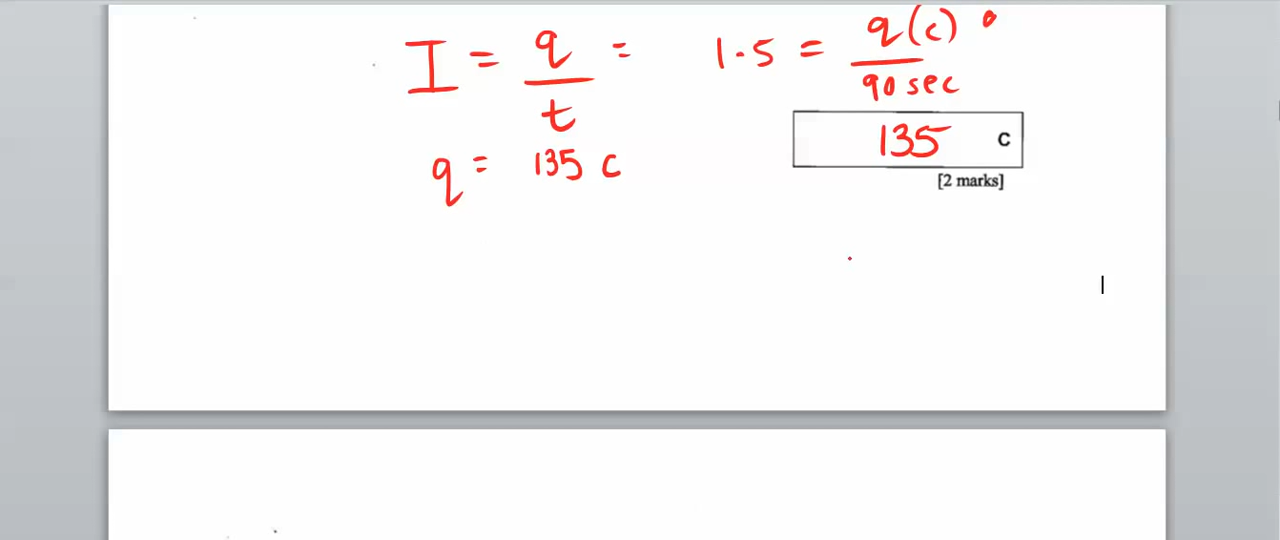 I = q/t = 1.5 = q(c)/90 sec
135 C
q = 135 c
[2 marks]